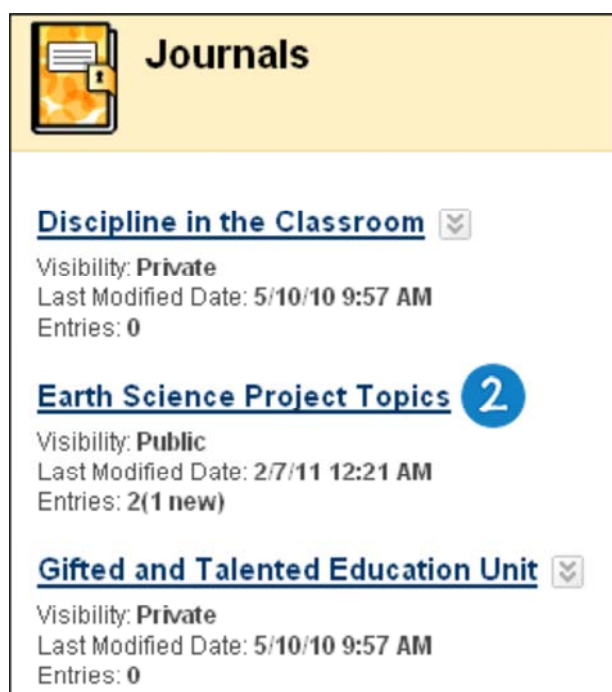 Journals
Discipline in the Classroom
Visibility: Private
Last Modified Date: 5/10/10 9:57 AM
Entries: 0
Earth Science Project Topics 2
Visibility: Public
Last Modified Date: 2/7/11 12:21 AM
Entries: 2(1 new)
Gifted and Talented Education Unit
Visibility: Private
Last Modified Date: 5/10/10 9:57 AM
Entries: 0